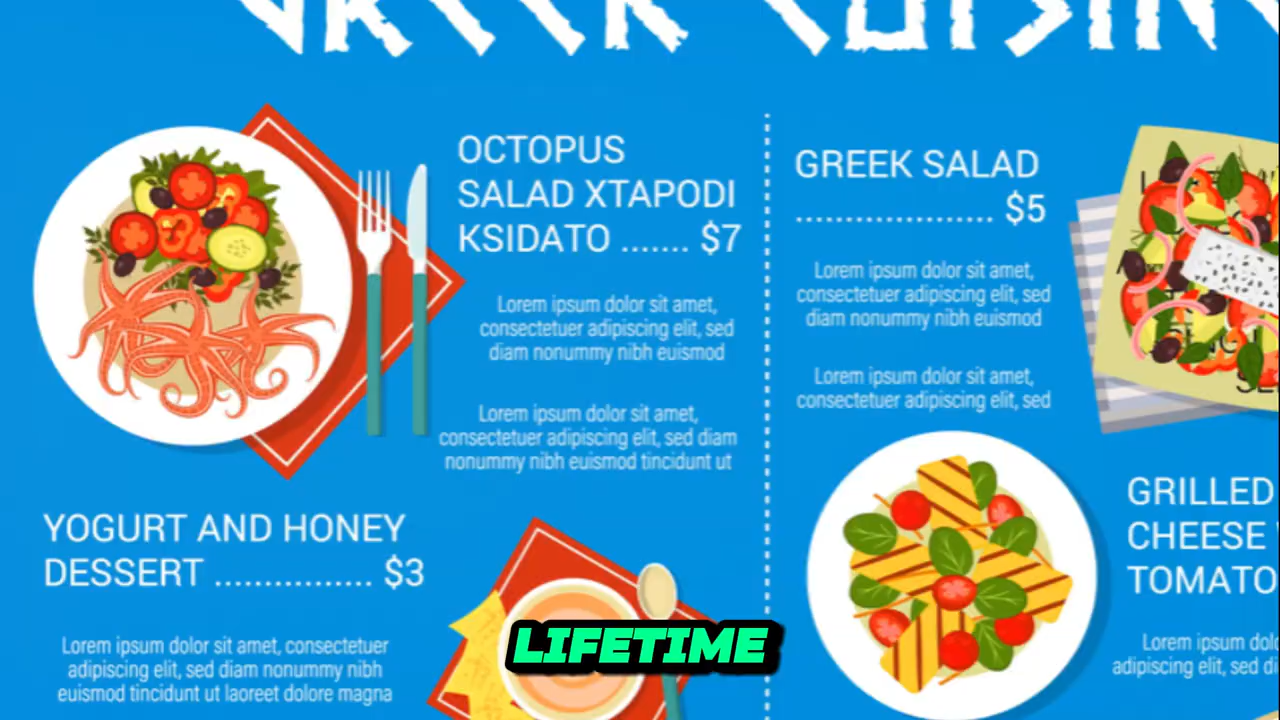 GREEK CUISINE
OCTOPUS
SALAD XTAPODI
KSIDATO ....... $7
Lorem ipsum dolor sit amet,
consectetuer adipiscing elit, sed
diam nonummy nibh euismod
Lorem ipsum dolor sit amet,
consectetuer adipiscing elit, sed diam
nonummy nibh euismod tincidunt ut
YOGURT AND HONEY
DESSERT ................ $3
Lorem ipsum dolor sit amet, consectetuer
adipiscing elit, sed diam nonummy nibh
euismod tincidunt ut laoreet dolore magna
GREEK SALAD
.................... $5
Lorem ipsum dolor sit amet,
consectetuer adipiscing elit, sed
diam nonummy nibh euismod
Lorem ipsum dolor sit amet,
consectetuer adipiscing elit, sed
GRILLED
CHEESE
TOMATO
Lorem ipsum
adipiscing elit, sed
LIFETIME